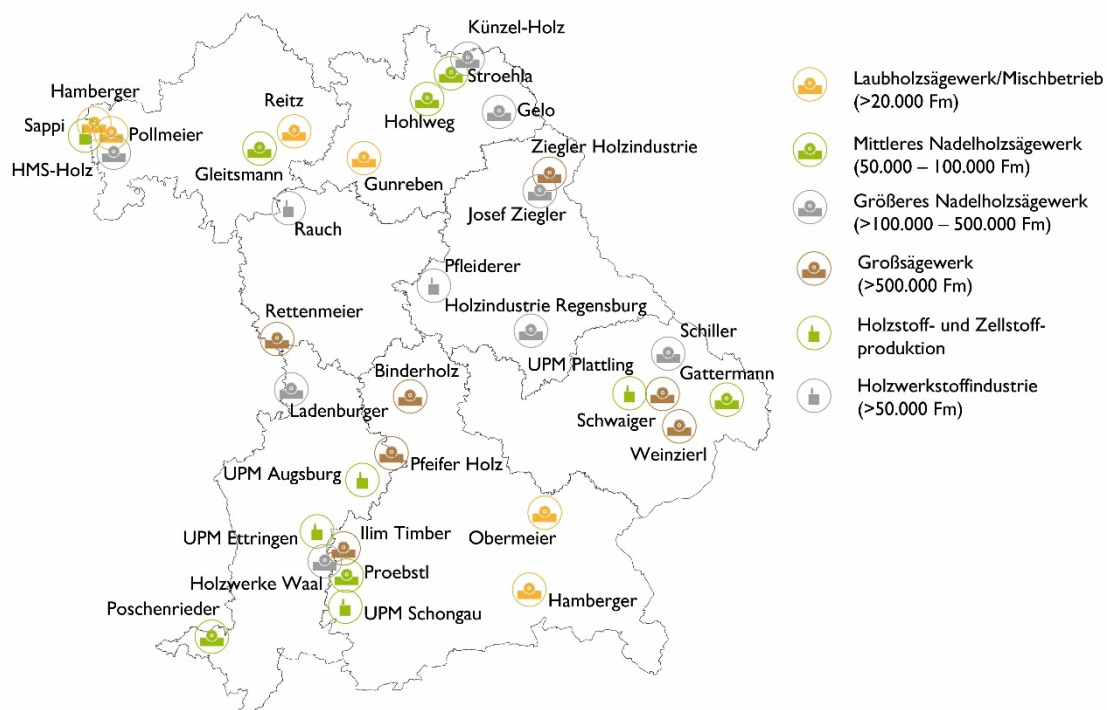 Künzel-Holz
Stroehla
Hamberger
Reitz
Hohlweg
Gelo
Sappi
Pollmeier
Ziegler Holzindustrie
HMS-Holz
Gleitsmann
Gunreben
Josef Ziegler
Rauch
Pfleiderer
Holzindustrie Regensburg
Rettenmeier
Schiller
UPM Plattling
Binderholz
Gattermann
Ladenburger
Schwaiger
Weinzierl
Pfeifer Holz
UPM Augsburg
UPM Ettringen
Ilim Timber
Obermeier
Holzwerke Waal
Proebstl
Hamberger
Poschenrieder
UPM Schongau
Laubholzsägewerk/Mischbetrieb
(>20.000 Fm)
Mittleres Nadelholzsägewerk
(50.000 – 100.000 Fm)
Größeres Nadelholzsägewerk
(>100.000 – 500.000 Fm)
Großsägewerk
(>500.000 Fm)
Holzstoff- und Zellstoff-
produktion
Holzwerkstoffindustrie
(>50.000 Fm)